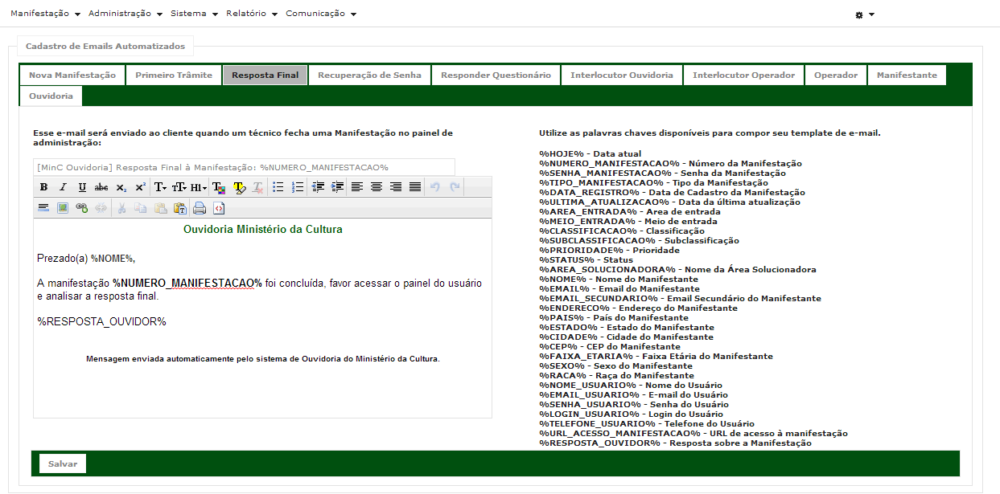 Manifestação Administração Sistema Relatório Comunicação
Cadastro de Emails Automatizados
Nova Manifestação Primeiro Trâmite Resposta Final Recuperação de Senha Responder Questionário Interlocutor Ouvidoria Interlocutor Operador Operador Manifestante
Ouvidoria
Esse e-mail será enviado ao cliente quando um técnico fecha uma Manifestação no painel de
administração:
[MinC Ouvidoria] Resposta Final à Manifestação: %NUMERO_MANIFESTACAO%
B I U abc X₂ X² T TT H1 T T T
Ouvidoria Ministério da Cultura
Prezado(a) %NOME%,
A manifestação %NUMERO_MANIFESTACAO% foi concluída, favor acessar o painel do usuário
e analisar a resposta final.
%RESPOSTA_OUVIDOR%
Mensagem enviada automaticamente pelo sistema de Ouvidoria do Ministério da Cultura.
Utilize as palavras chaves disponíveis para compor seu template de e-mail.
%HOJE% - Data atual
%NUMERO_MANIFESTACAO% - Número da Manifestação
%SENHA_MANIFESTACAO% - Senha da Manifestação
%TIPO_MANIFESTACAO% - Tipo da Manifestação
%DATA_REGISTRO% - Data de Cadastro da Manifestação
%ULTIMA_ATUALIZACAO% - Data da última atualização
%AREA_ENTRADA% - Area de entrada
%MEIO_ENTRADA% - Meio de entrada
%CLASSIFICACAO% - Classificação
%SUBCLASSIFICACAO% - Subclassificação
%PRIORIDADE% - Prioridade
%STATUS% - Status
%AREA_SOLUCIONADORA% - Nome da Área Solucionadora
%NOME% - Nome do Manifestante
%EMAIL% - Email do Manifestante
%EMAIL_SECUNDARIO% - Email Secundário do Manifestante
%ENDERECO% - Endereço do Manifestante
%PAIS% - País do Manifestante
%ESTADO% - Estado do Manifestante
%CIDADE% - Cidade do Manifestante
%CEP% - CEP do Manifestante
%FAIXA_ETARIA% - Faixa Etária do Manifestante
%SEXO% - Sexo do Manifestante
%RACA% - Raça do Manifestante
%NOME_USUARIO% - Nome do Usuário
%EMAIL_USUARIO% - E-mail do Usuário
%SENHA_USUARIO% - Senha do Usuário
%LOGIN_USUARIO% - Login do Usuário
%TELEFONE_USUARIO% - Telefone do Usuário
%URL_ACESSO_MANIFESTACAO% - URL de acesso à manifestação
%RESPOSTA_OUVIDOR% - Resposta sobre a Manifestação
Salvar